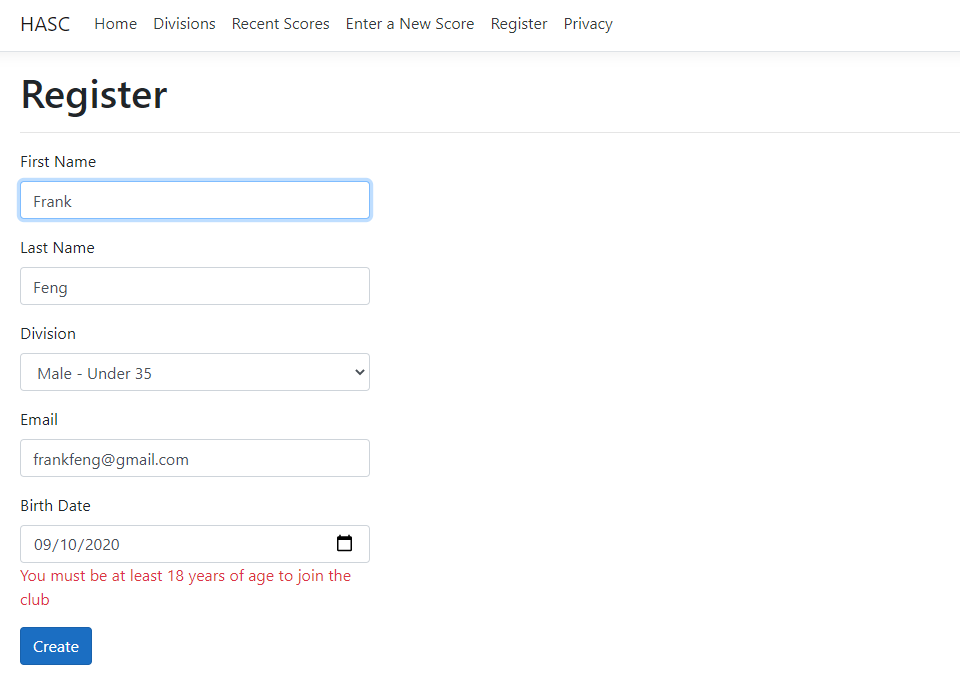 HASC Home Divisions Recent Scores Enter a New Score Register Privacy
Register
First Name
Frank
Last Name
Feng
Division
Male - Under 35
Email
frankfeng@gmail.com
Birth Date
09/10/2020
You must be at least 18 years of age to join the
club
Create